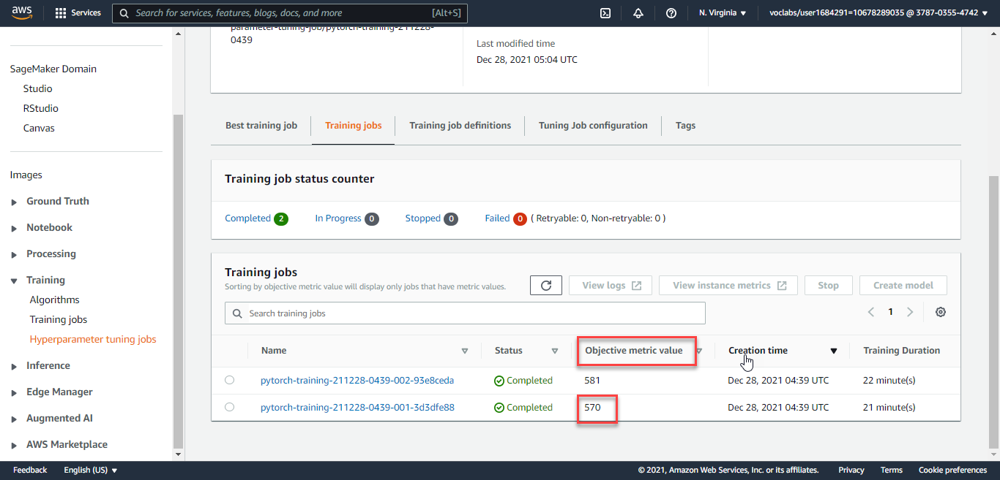 aws
Services
Search for services, features, blogs, docs, and more
[Alt+S]
N. Virginia
voclabs/user1684291=10678289035 @ 3787-0355-4742
SageMaker Domain
Studio
RStudio
Canvas
Images
Ground Truth
Notebook
Processing
Training
Algorithms
Training jobs
Hyperparameter tuning jobs
Inference
Edge Manager
Augmented AI
AWS Marketplace
parameter-tuning-job/pytorch-training-211228-
0439
Last modified time
Dec 28, 2021 05:04 UTC
Best training job
Training jobs
Training job definitions
Tuning Job configuration
Tags
Training job status counter
Completed 2
In Progress 0
Stopped 0
Failed 0 ( Retryable: 0, Non-retryable: 0 )
Training jobs
Sorting by objective metric value will display only jobs that have metric values.
View logs
View instance metrics
Stop
Create model
Search training jobs
1
Name Status Objective metric value Creation time Training Duration
pytorch-training-211228-0439-002-93e8ceda Completed 581 Dec 28, 2021 04:39 UTC 22 minute(s)
pytorch-training-211228-0439-001-3d3dfe88 Completed 570 Dec 28, 2021 04:39 UTC 21 minute(s)
Feedback
English (US)
© 2021, Amazon Web Services, Inc. or its affiliates.
Privacy
Terms
Cookie preferences